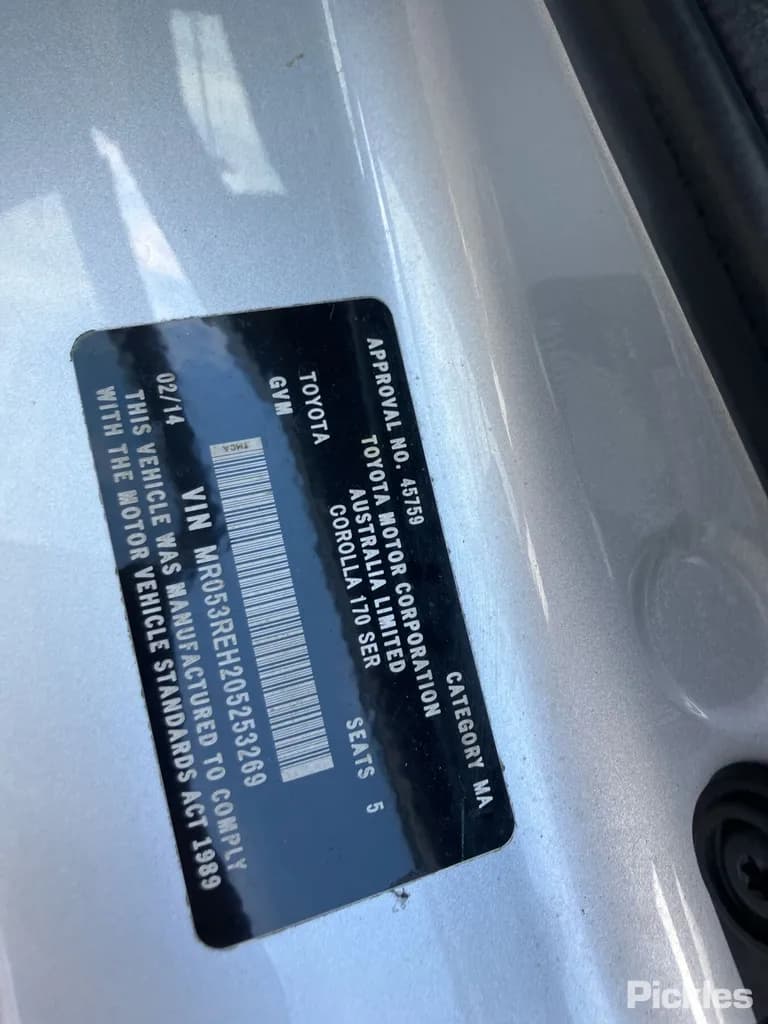 APPROVAL NO. 45759 CATEGORY MA
TOYOTA MOTOR CORPORATION
AUSTRALIA LIMITED
TOYOTA COROLLA 170 SER
GVM SEATS 5
TMCA
VIN MR053REH205253269
02/14
THIS VEHICLE WAS MANUFACTURED TO COMPLY
WITH THE MOTOR VEHICLE STANDARDS ACT 1989
Pickles